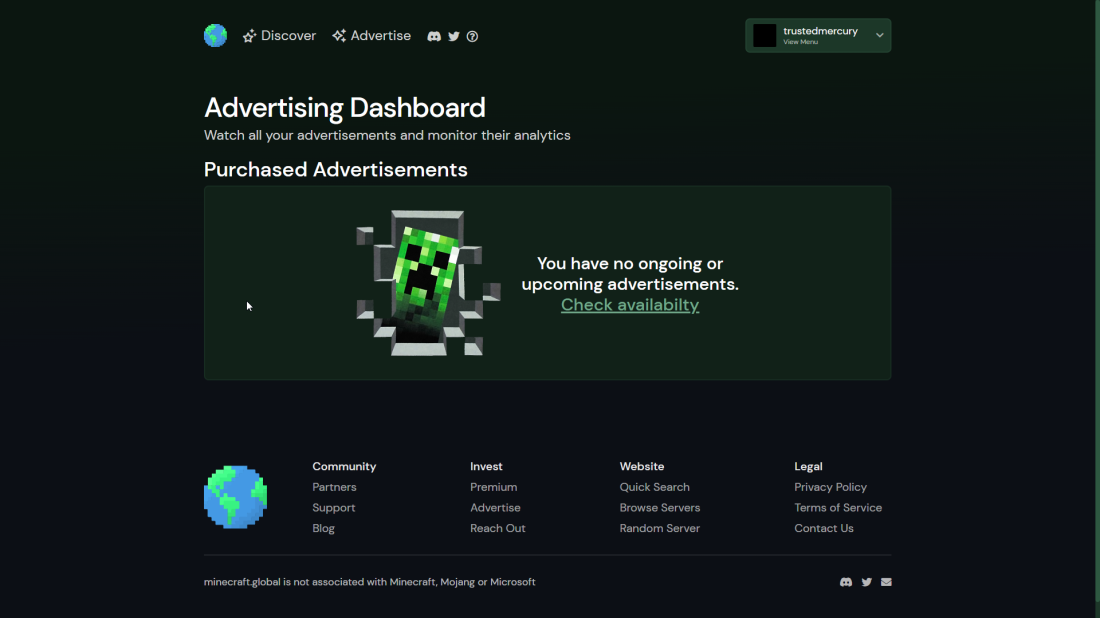 Discover
Advertise
trustedmercury
View Menu
Advertising Dashboard
Watch all your advertisements and monitor their analytics
Purchased Advertisements
You have no ongoing or
upcoming advertisements.
Check availabilty
Community
Partners
Support
Blog
Invest
Premium
Advertise
Reach Out
Website
Quick Search
Browse Servers
Random Server
Legal
Privacy Policy
Terms of Service
Contact Us
minecraft.global is not associated with Minecraft, Mojang or Microsoft